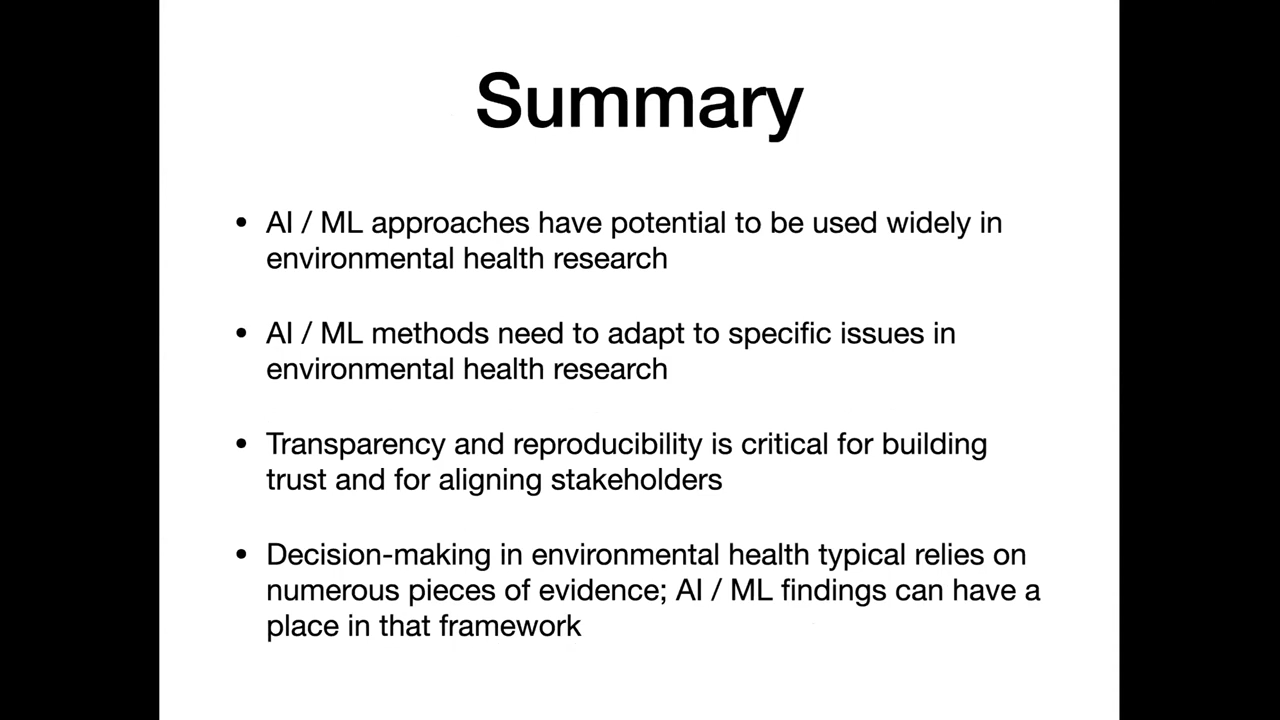 Summary
• AI / ML approaches have potential to be used widely in
environmental health research
• AI / ML methods need to adapt to specific issues in
environmental health research
• Transparency and reproducibility is critical for building
trust and for aligning stakeholders
• Decision-making in environmental health typical relies on
numerous pieces of evidence; AI / ML findings can have a
place in that framework